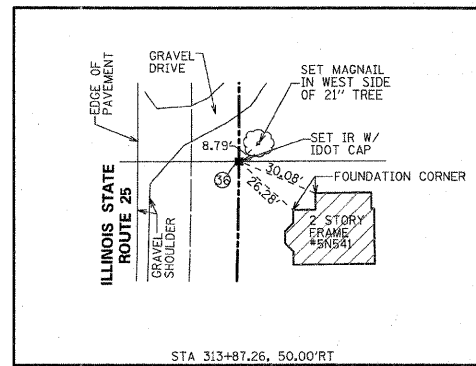 GRAVEL
DRIVE
SET MAGNAIL
IN WEST SIDE
OF 21" TREE
EDGE OF
PAVEMENT
8.79'
SET IR W/
IDOT CAP
36
30.08'
26.28'
FOUNDATION CORNER
ILLINOIS STATE
ROUTE 25
GRAVEL
SHOULDER
2 STORY
FRAME
#5N541
STA 313+87.26, 50.00'RT